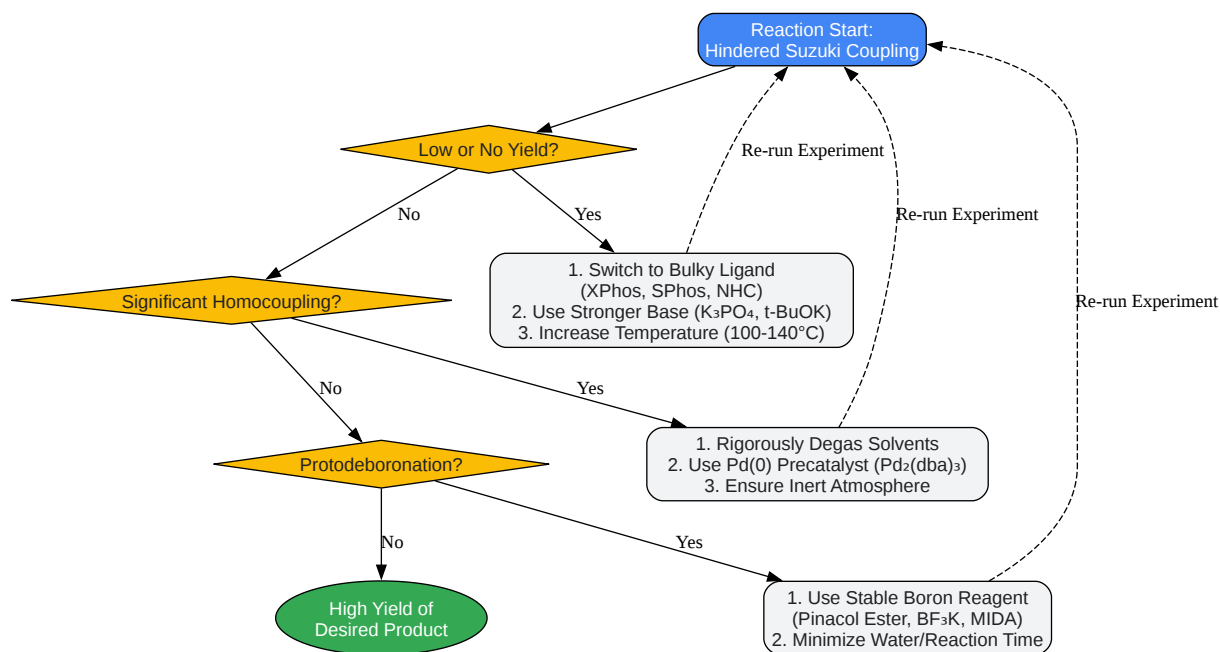 Reaction Start:
Hindered Suzuki Coupling
Low or No Yield?
Re-run Experiment
No
Yes
Re-run Experiment
1. Switch to Bulky Ligand
(XPhos, SPhos, NHC)
2. Use Stronger Base (K₃PO₄, t-BuOK)
3. Increase Temperature (100-140°C)
Significant Homocoupling?
Re-run Experiment
No
Yes
1. Rigorously Degas Solvents
2. Use Pd(0) Precatalyst (Pd₂(dba)₃)
3. Ensure Inert Atmosphere
Protodeboronation?
No
Yes
High Yield of
Desired Product
1. Use Stable Boron Reagent
(Pinacol Ester, BF₃K, MIDA)
2. Minimize Water/Reaction Time